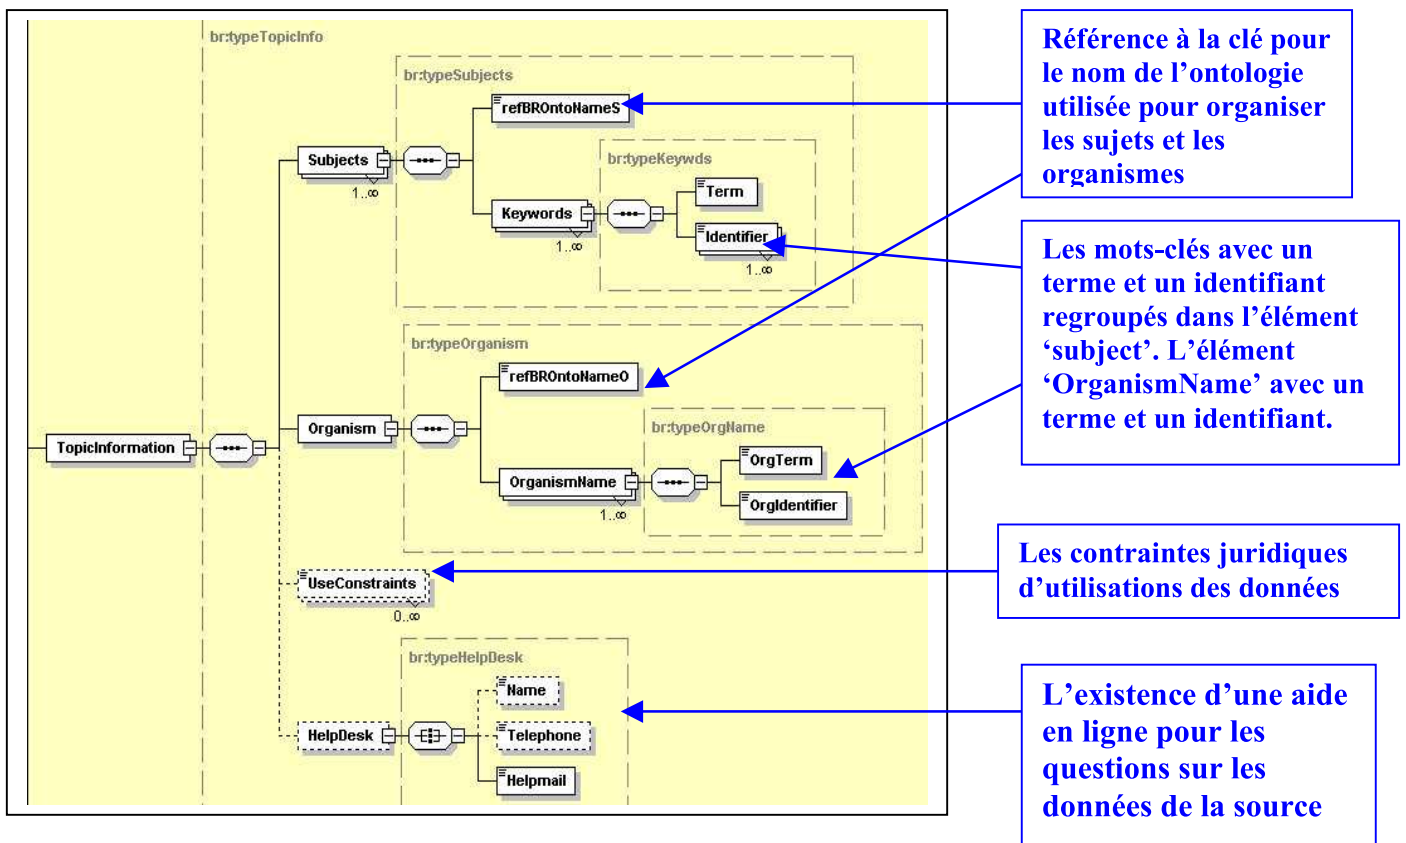 br:typeTopicInfo
br:typeSubjects
refBROntoNameS
br:typeKeywds
Subjects
1..∞
Term
Keywords
1..∞
Identifier
1..∞
br:typeOrganism
refBROntoNameO
br:typeOrgName
Organism
TopicInformation
OrgTerm
OrganismName
1..∞
OrgIdentifier
UseConstraints
0..∞
br:typeHelpDesk
Name
HelpDesk
Telephone
Helpmail
Référence à la clé pour
le nom de l’ontologie
utilisée pour organiser
les sujets et les
organismes
Les mots-clés avec un
terme et un identifiant
regroupés dans l’élément
‘subject’. L’élément
‘OrganismName’ avec un
terme et un identifiant.
Les contraintes juridiques
d’utilisations des données
L’existence d’une aide
en ligne pour les
questions sur les
données de la source